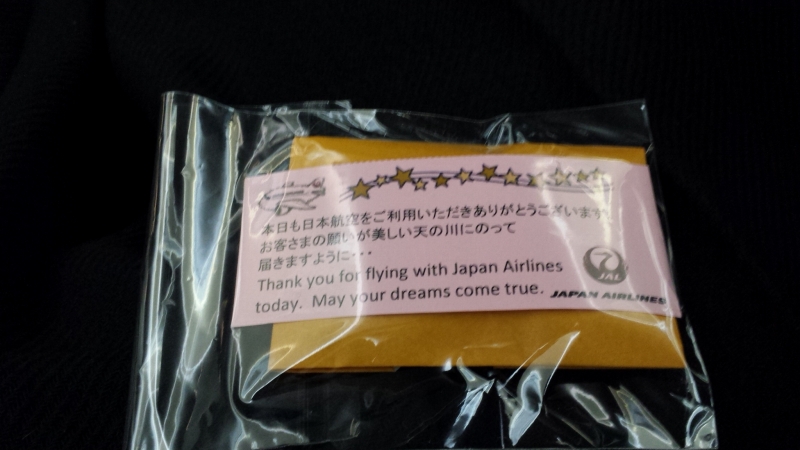 本日も日本航空をご利用いただきありがとうございます
お客さまの願いが美しい天の川にのって
届きますように・・・
Thank you for flying with Japan Airlines
today. May your dreams come true.
JAL
JAPAN AIRLINES